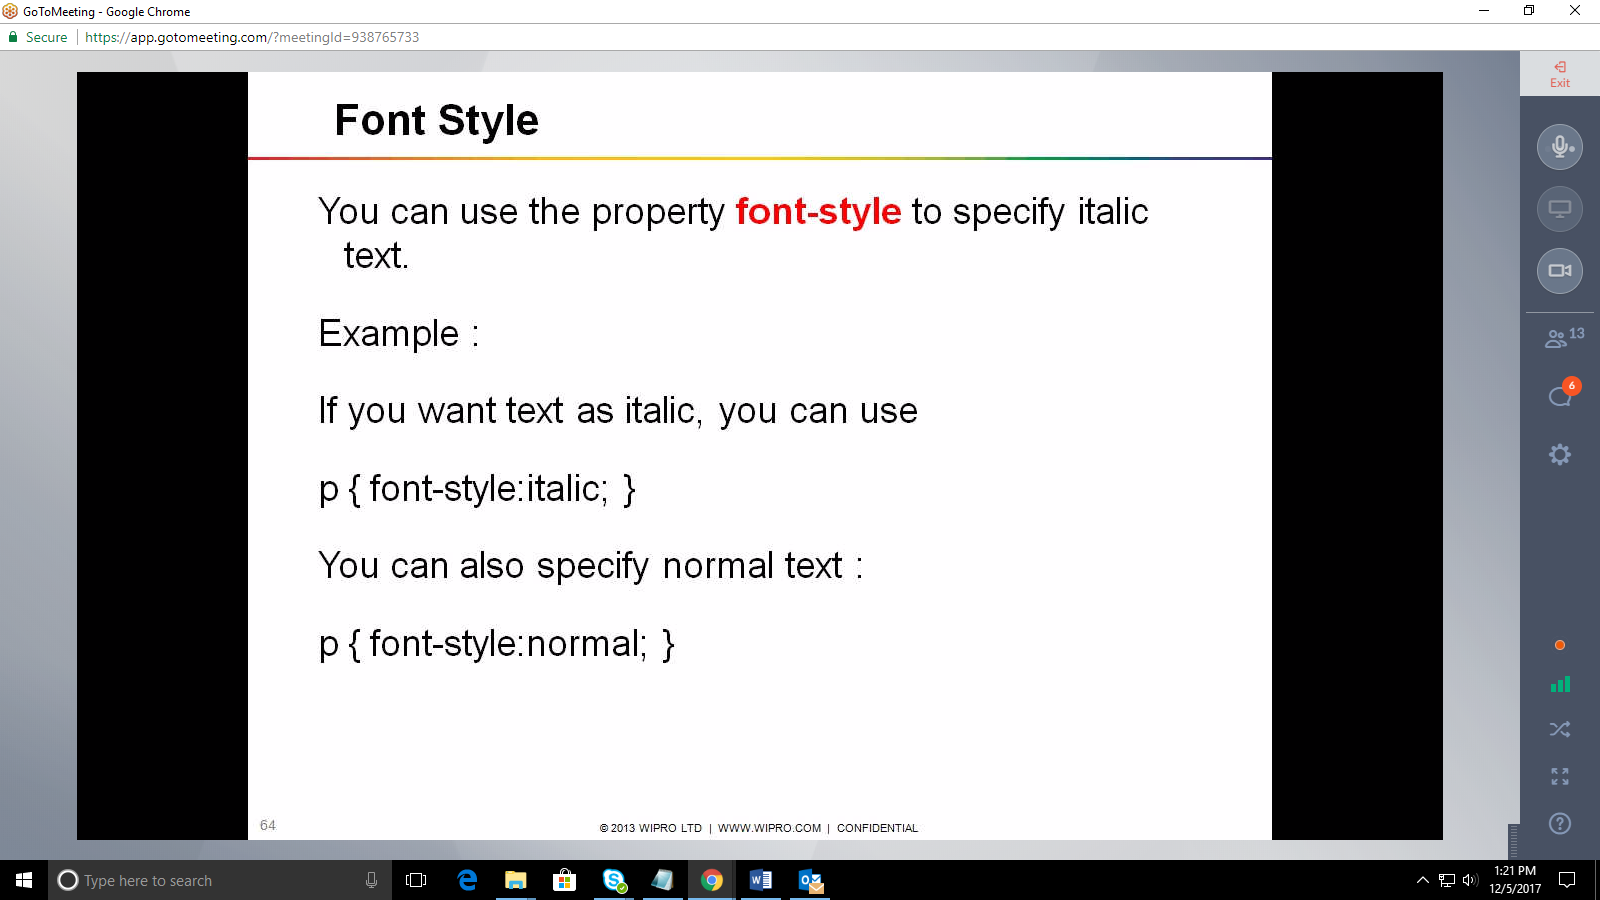 GoToMeeting - Google Chrome
Secure https://app.gotomeeting.com/?meetingId=938765733
Exit
Font Style
You can use the property font-style to specify italic
text.
Example :
If you want text as italic, you can use
p { font-style:italic; }
You can also specify normal text :
p { font-style:normal; }
13
6
64
© 2013 WIPRO LTD | WWW.WIPRO.COM | CONFIDENTIAL
Type here to search
1:21 PM
12/5/2017